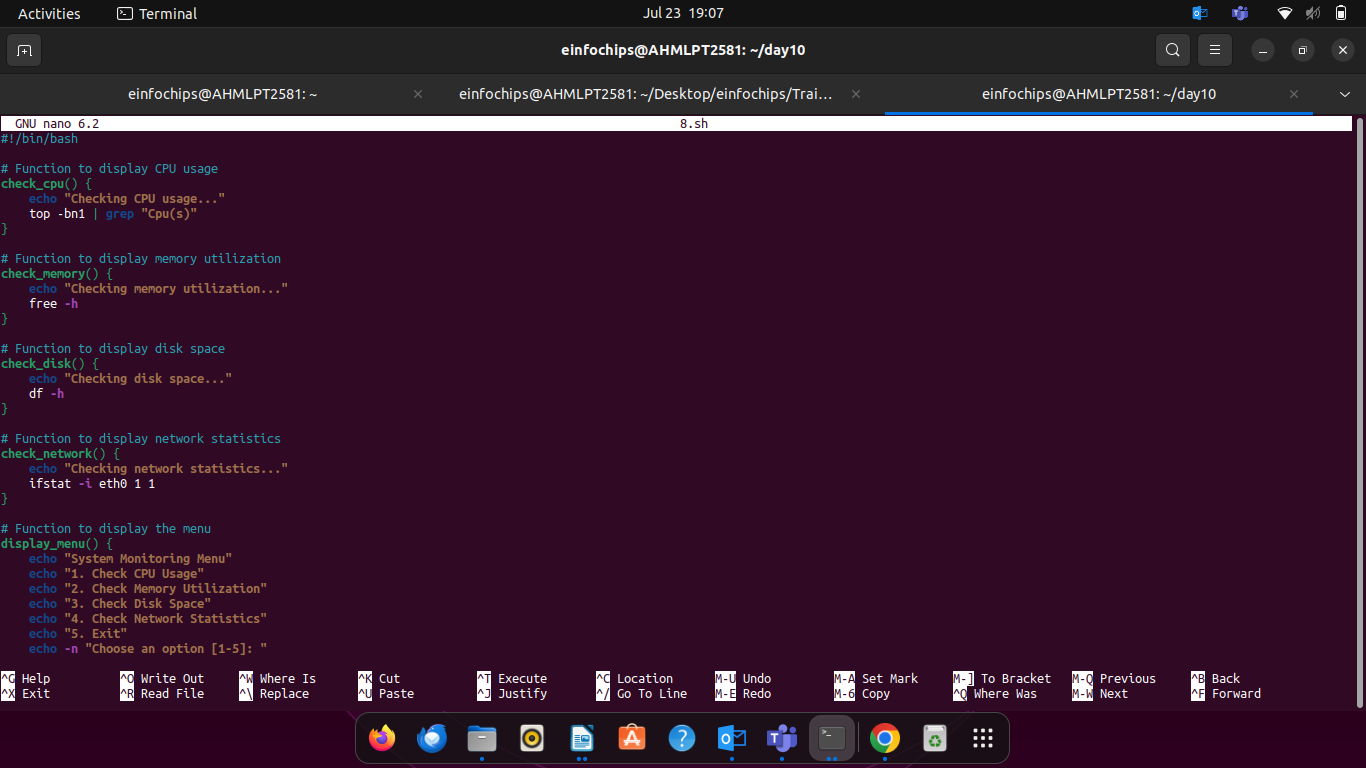 Activities Terminal Jul 23 19:07
einfochips@AHMLPT2581: ~/day10
einfochips@AHMLPT2581: ~ einfochips@AHMLPT2581: ~/Desktop/einfochips/Trai... einfochips@AHMLPT2581: ~/day10
GNU nano 6.2 8.sh
#!/bin/bash

# Function to display CPU usage
check_cpu() {
    echo "Checking CPU usage..."
    top -bn1 | grep "Cpu(s)"
}

# Function to display memory utilization
check_memory() {
    echo "Checking memory utilization..."
    free -h
}

# Function to display disk space
check_disk() {
    echo "Checking disk space..."
    df -h
}

# Function to display network statistics
check_network() {
    echo "Checking network statistics..."
    ifstat -i eth0 1 1
}

# Function to display the menu
display_menu() {
    echo "System Monitoring Menu"
    echo "1. Check CPU Usage"
    echo "2. Check Memory Utilization"
    echo "3. Check Disk Space"
    echo "4. Check Network Statistics"
    echo "5. Exit"
    echo -n "Choose an option [1-5]: "

^G Help ^O Write Out ^W Where Is ^K Cut ^T Execute ^C Location M-U Undo M-A Set Mark M-] To Bracket M-Q Previous ^B Back
^X Exit ^R Read File ^\ Replace ^U Paste ^J Justify ^/ Go To Line M-E Redo M-6 Copy ^Q Where Was M-W Next ^F Forward